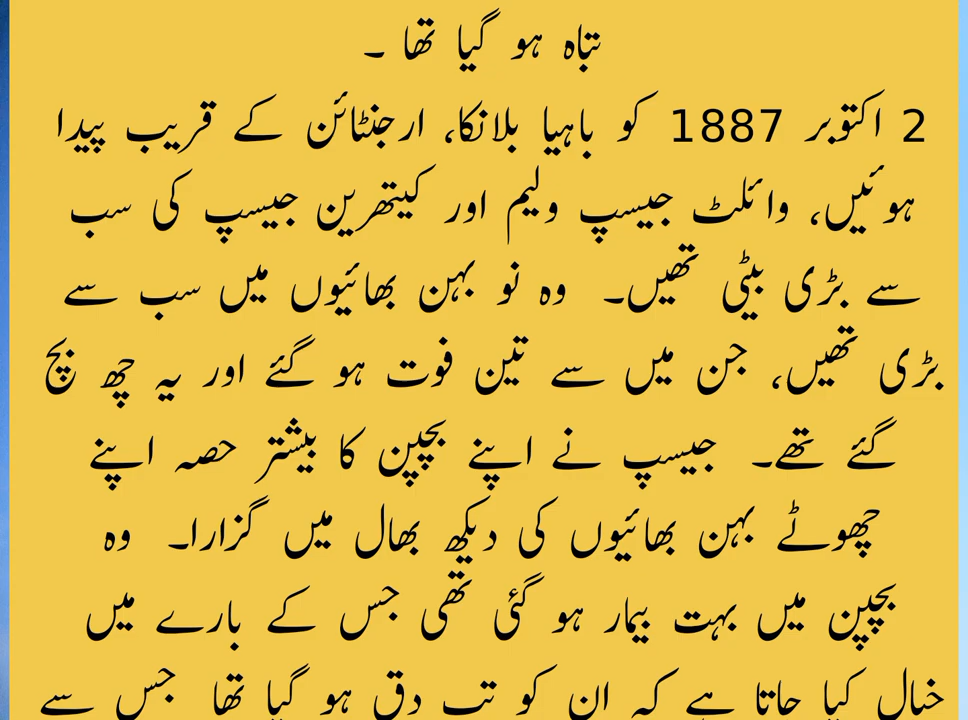 تباہ ہو گیا تھا ۔
2 اکتوبر 1887 کو باہیا بلانکا، ارجنٹائن کے قریب پیدا
ہوئیں، وائلٹ جیسپ ولیم اور کیتھرین جیسپ کی سب
سے بڑی بیٹی تھیں۔ وہ نو بہن بھائیوں میں سب سے
بڑی تھیں، جن میں سے تین فوت ہو گئے اور یہ چھ بچ
گئے تھے۔ جیسپ نے اپنے بچپن کا بیشتر حصہ اپنے
چھوٹے بہن بھائیوں کی دیکھ بھال میں گزارا۔ وہ
بچپن میں بہت بیمار ہو گئی تھی جس کے بارے میں
خیال کیا جاتا ہے کہ ان کو تپ دق ہو گیا تھا جس سے